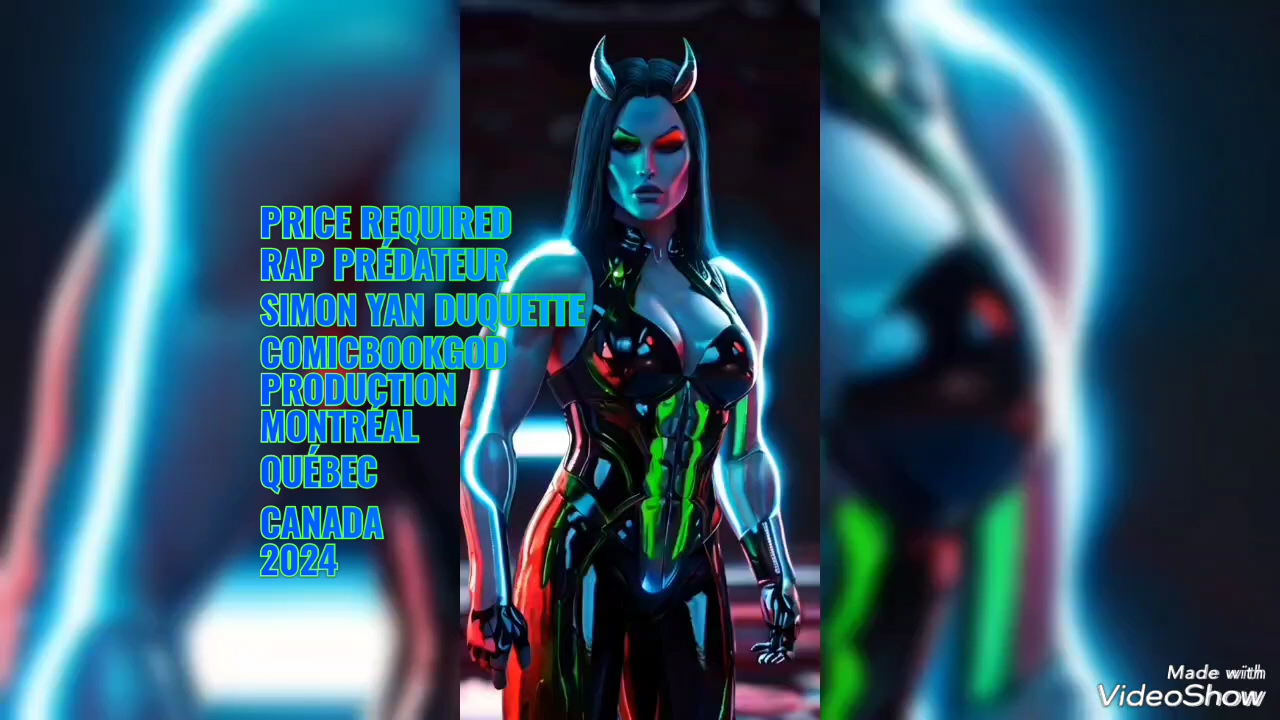 PRICE REQUIRED
RAP PRÉDATEUR
SIMON YAN DUQUETTE
COMICBOOKGOD
PRODUCTION
MONTRÉAL
QUÉBEC
CANADA
2024
Made with
VideoShow